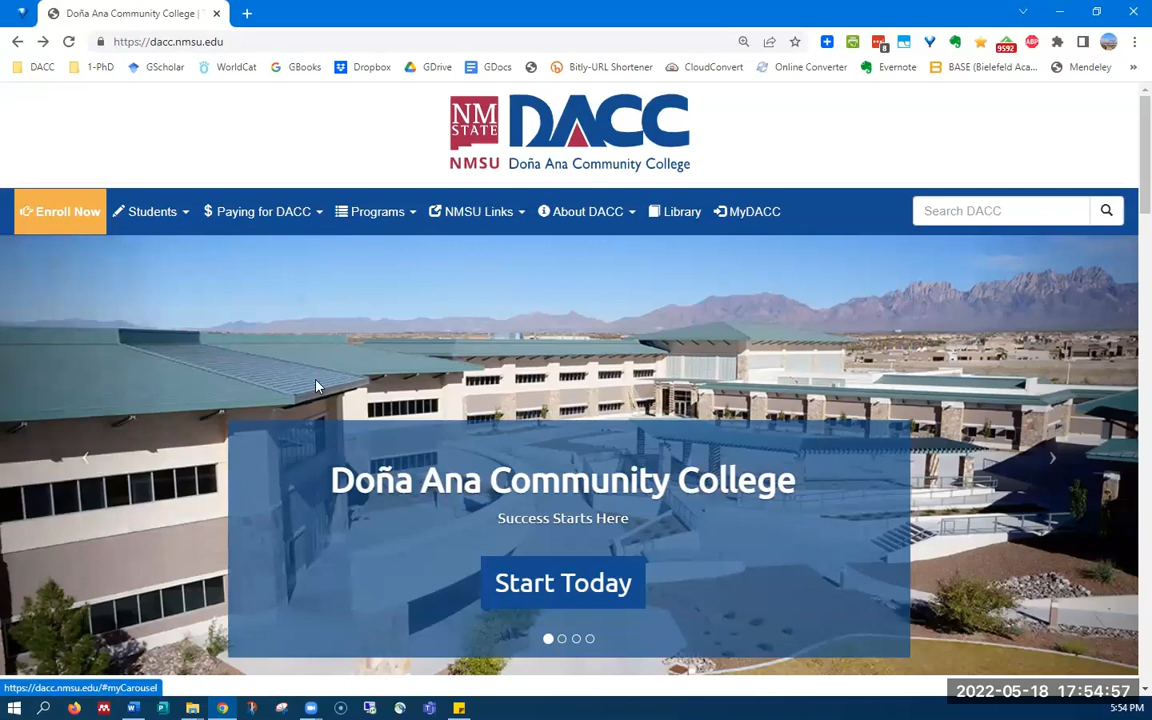 Doña Ana Community College | T
https://dacc.nmsu.edu
8
9592
ABP
DACC
1-PhD
GScholar
WorldCat
GBooks
Dropbox
GDrive
GDocs
Bitly-URL Shortener
CloudConvert
Online Converter
Evernote
BASE (Bielefeld Aca...
Mendeley
»
NM
STATE
NMSU
DACC
Doña Ana Community College
Enroll Now
Students
$ Paying for DACC
Programs
NMSU Links
About DACC
Library
MyDACC
Search DACC
Doña Ana Community College
Success Starts Here
Start Today
https://dacc.nmsu.edu/#myCarousel
2022-05-18 17:54:57
5:54 PM